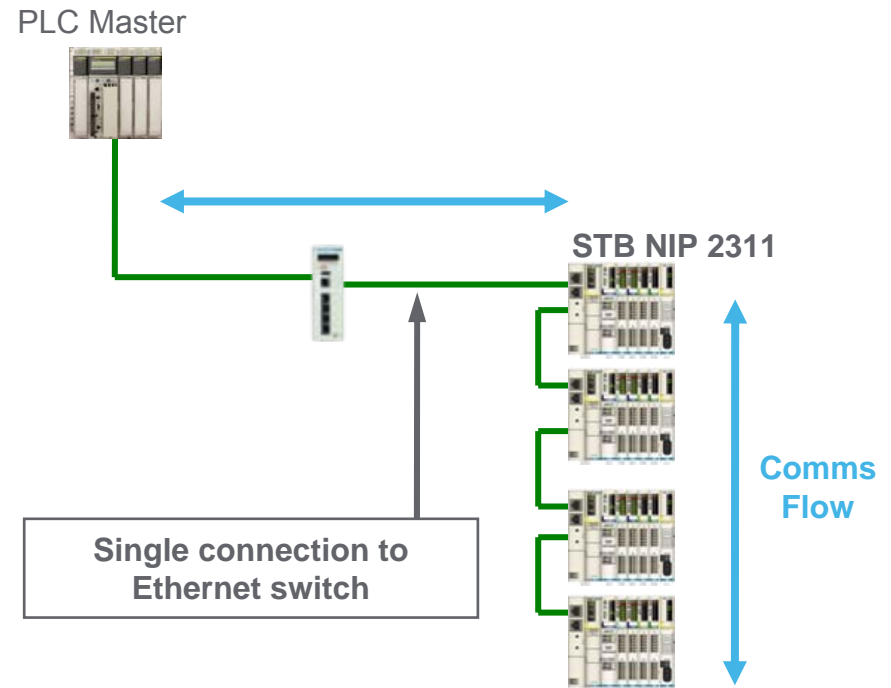 PLC Master
STB NIP 2311
Comms
Flow
Single connection to
Ethernet switch